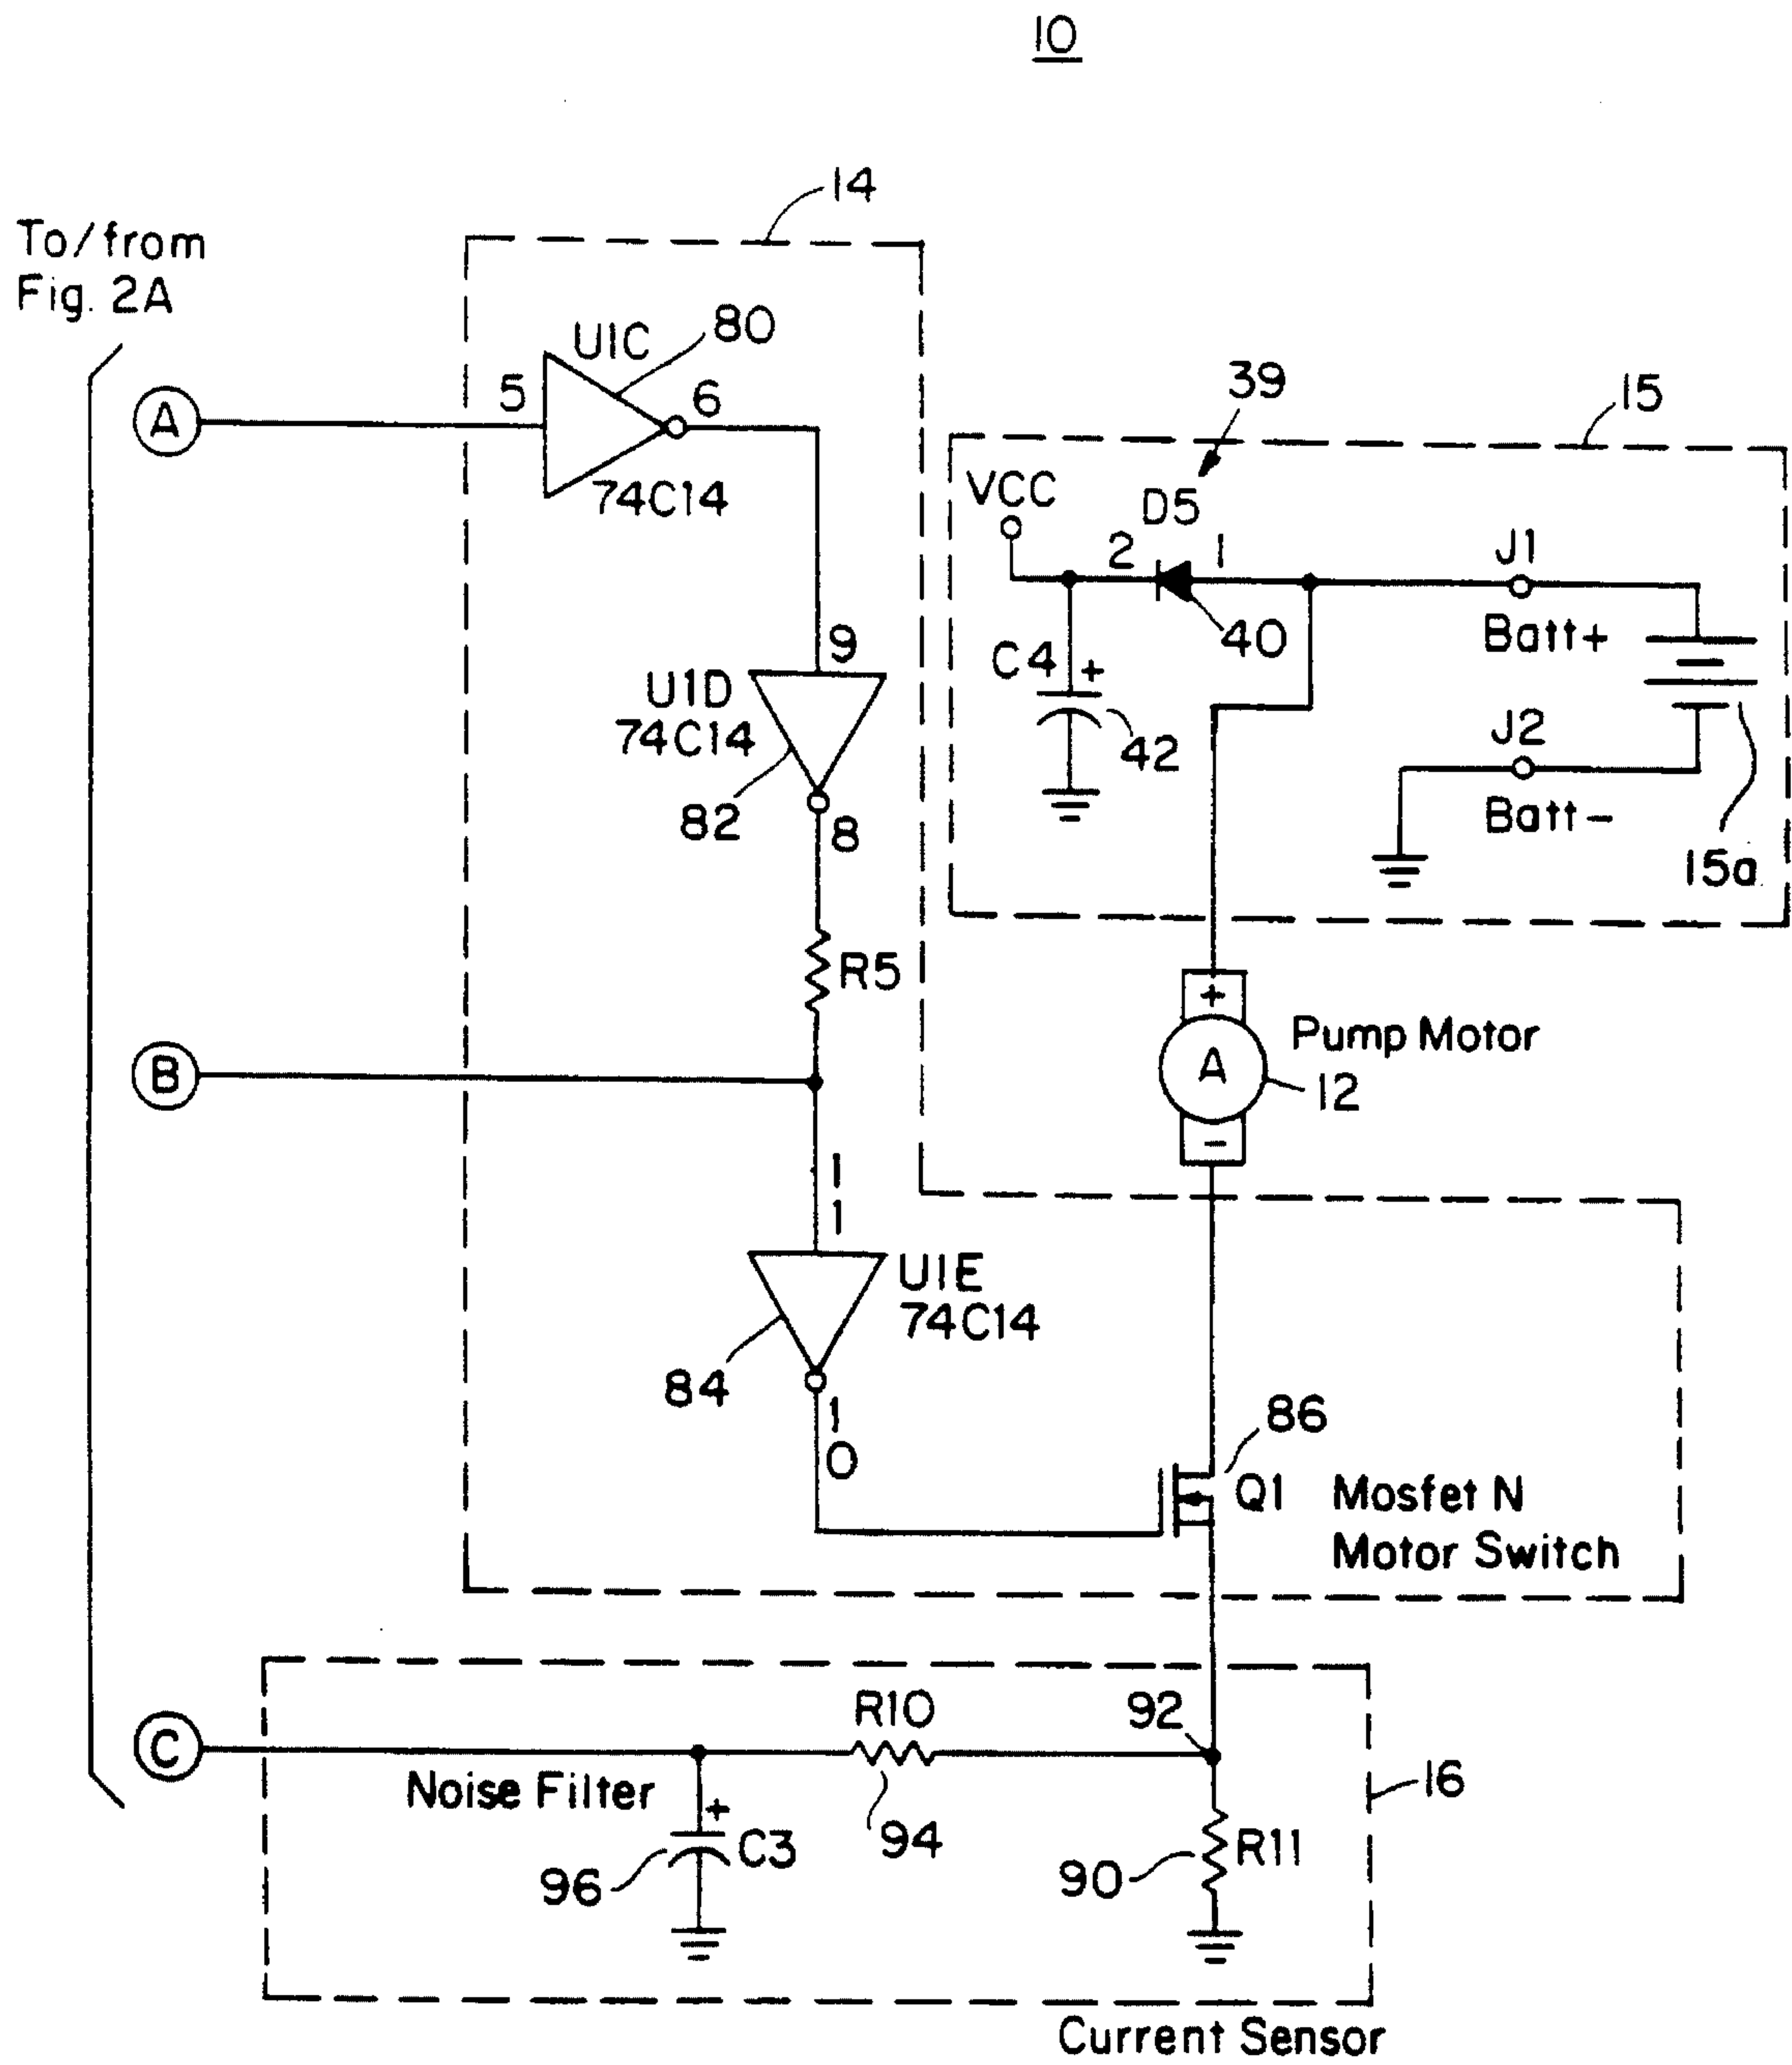 10
To/from
Fig. 2A
14
U1C
80
5
6
A
74C14
39
15
VCC
D5
2
1
J1
Batt+
40
C4
+
42
J2
Batt-
15a
9
U1D
74C14
82
8
R5
+
A
-
Pump Motor
12
B
1
1
U1E
74C14
84
1
0
86
Q1
Mosfet N
Motor Switch
C
R10
92
16
Noise Filter
94
+
C3
96
90
R11
Current Sensor